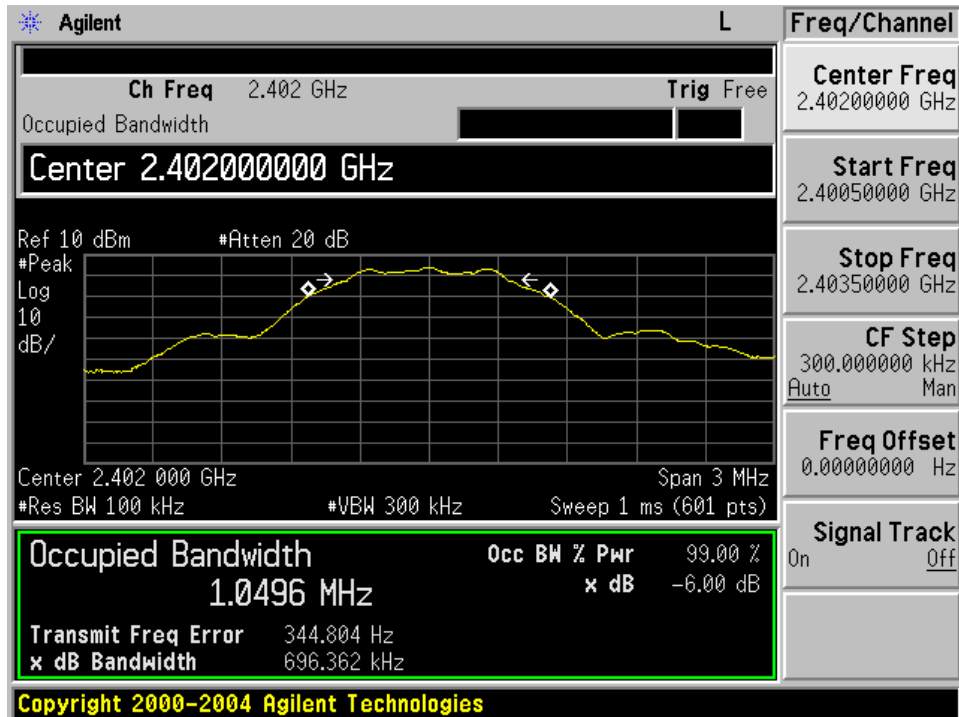 Agilent L
Ch Freq 2.402 GHz Trig Free
Occupied Bandwidth
Center 2.402000000 GHz
Ref 10 dBm #Atten 20 dB
#Peak
Log
10
dB/
Center 2.402 000 GHz Span 3 MHz
#Res BW 100 kHz #VBW 300 kHz Sweep 1 ms (601 pts)
Occupied Bandwidth Occ BW % Pwr 99.00 %
1.0496 MHz x dB -6.00 dB
Transmit Freq Error 344.804 Hz
x dB Bandwidth 696.362 kHz
Copyright 2000-2004 Agilent Technologies
Freq/Channel
Center Freq
2.40200000 GHz
Start Freq
2.40050000 GHz
Stop Freq
2.40350000 GHz
CF Step
300.000000 kHz
Auto Man
Freq Offset
0.00000000 Hz
Signal Track
On Off